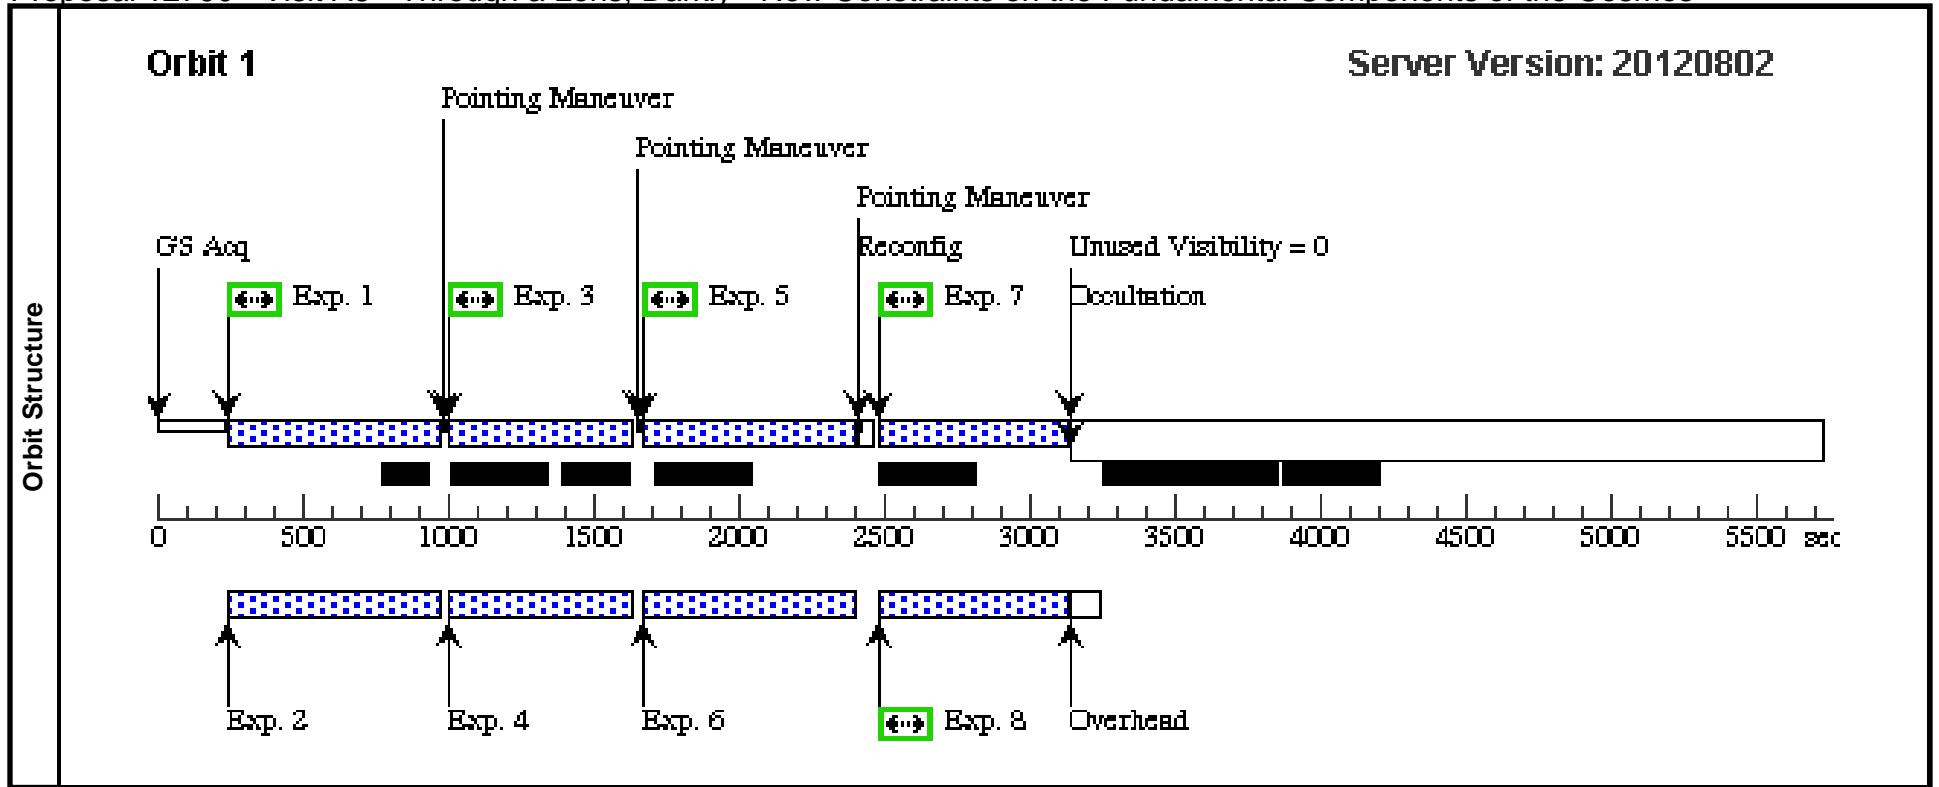 Orbit Structure
Orbit 1
Server Version: 20120802
Pointing Maneuver
Pointing Maneuver
Pointing Maneuver
GS Acq
Reconfig
Unused Visibility = 0
Exp. 1
Exp. 3
Exp. 5
Exp. 7
Occultation
0 500 1000 1500 2000 2500 3000 3500 4000 4500 5000 5500 sec
Exp. 2
Exp. 4
Exp. 6
Exp. 8
Overhead